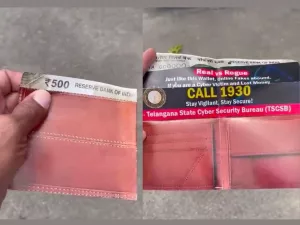 ₹500 RESERVE BANK OF INDIA
Real vs Rogue
Just like this Wallet, Online Fakes Abound.
If you are a Cyber Victim and Lost Money
CALL 1930
Stay Vigilant, Stay Secure!
Telangana State Cyber Security Bureau (TSCSB)